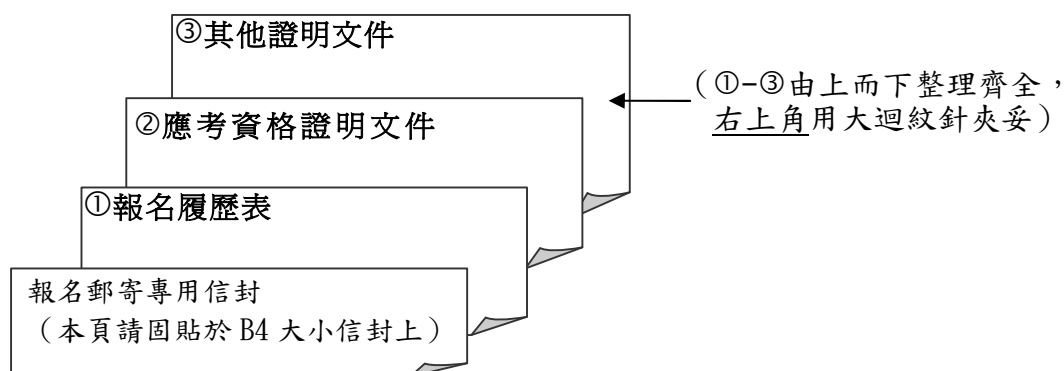 ③其他證明文件
（①-③由上而下整理齊全，
右上角用大迴紋針夾妥）
②應考資格證明文件
①報名履歷表
報名郵寄專用信封
（本頁請固貼於 B4 大小信封上）